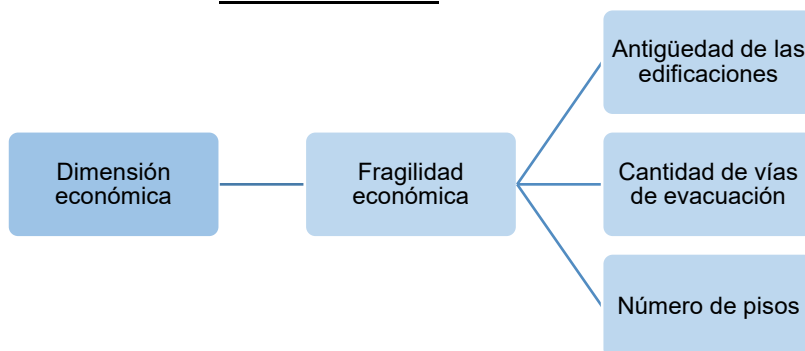 Antigüedad de las
edificaciones
Dimensión
económica
Fragilidad
económica
Cantidad de vías
de evacuación
Número de pisos